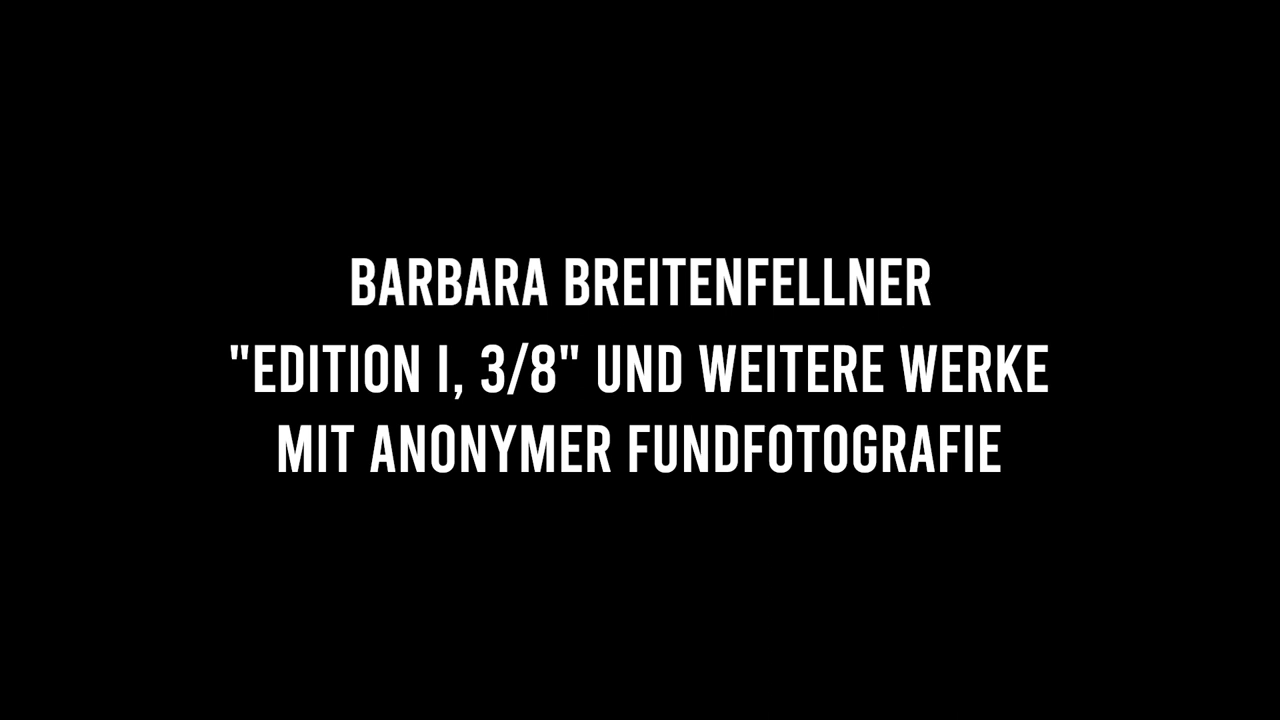 BARBARA BREITENFELLNER
"EDITION I, 3/8" UND WEITERE WERKE
MIT ANONYMER FUNDFOTOGRAFIE